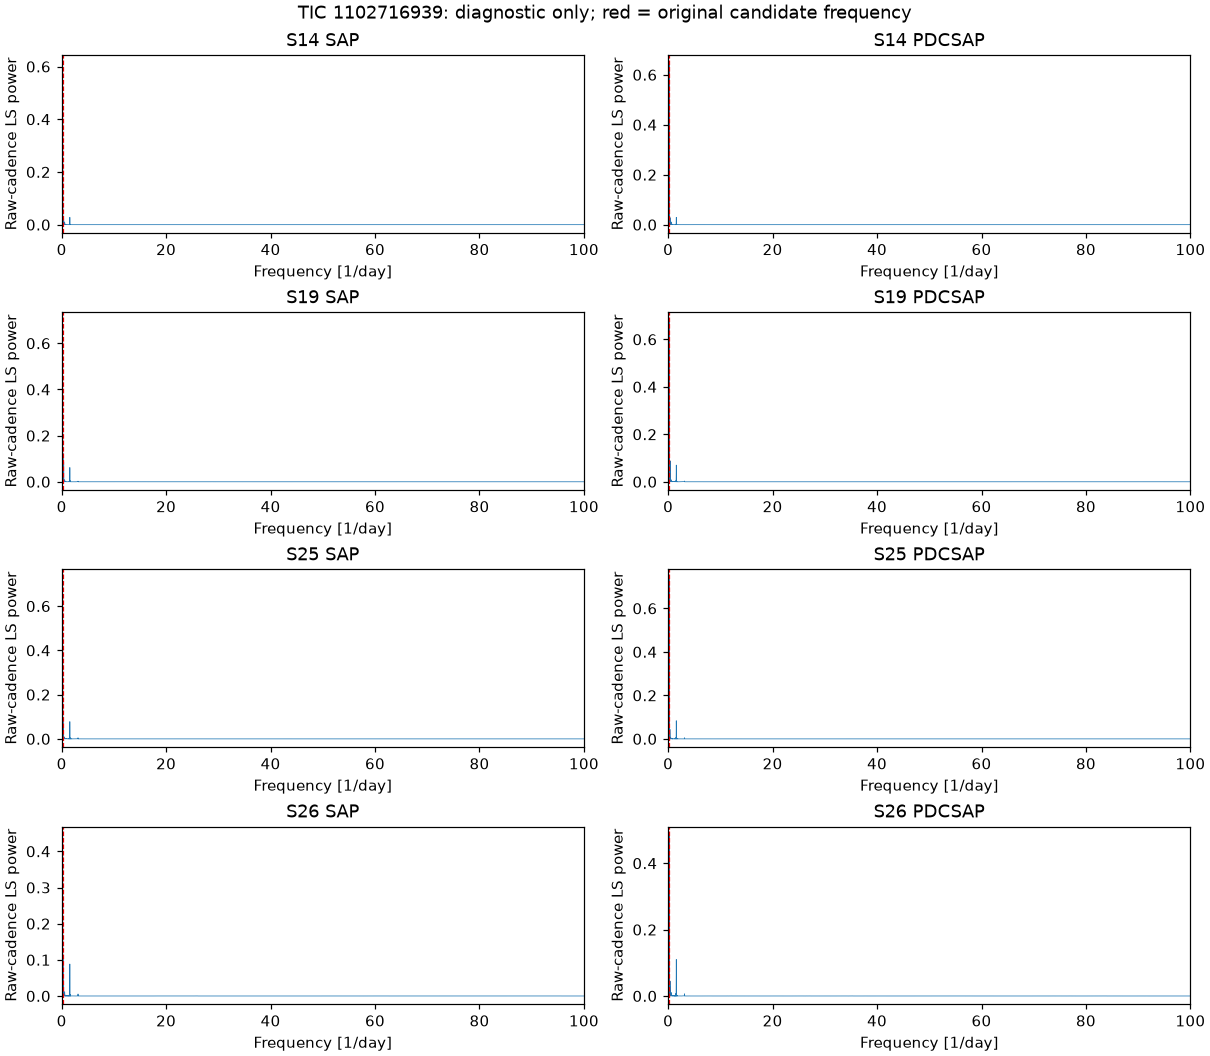 TIC 1102716939: diagnostic only; red = original candidate frequency
S14 SAP
Raw-cadence LS power
0.6
0.4
0.2
0.0
0 20 40 60 80 100
Frequency [1/day]
S14 PDCSAP
Raw-cadence LS power
0.6
0.4
0.2
0.0
0 20 40 60 80 100
Frequency [1/day]
S19 SAP
Raw-cadence LS power
0.6
0.4
0.2
0.0
0 20 40 60 80 100
Frequency [1/day]
S19 PDCSAP
Raw-cadence LS power
0.6
0.4
0.2
0.0
0 20 40 60 80 100
Frequency [1/day]
S25 SAP
Raw-cadence LS power
0.6
0.4
0.2
0.0
0 20 40 60 80 100
Frequency [1/day]
S25 PDCSAP
Raw-cadence LS power
0.6
0.4
0.2
0.0
0 20 40 60 80 100
Frequency [1/day]
S26 SAP
Raw-cadence LS power
0.4
0.3
0.2
0.1
0.0
0 20 40 60 80 100
Frequency [1/day]
S26 PDCSAP
Raw-cadence LS power
0.4
0.2
0.0
0 20 40 60 80 100
Frequency [1/day]